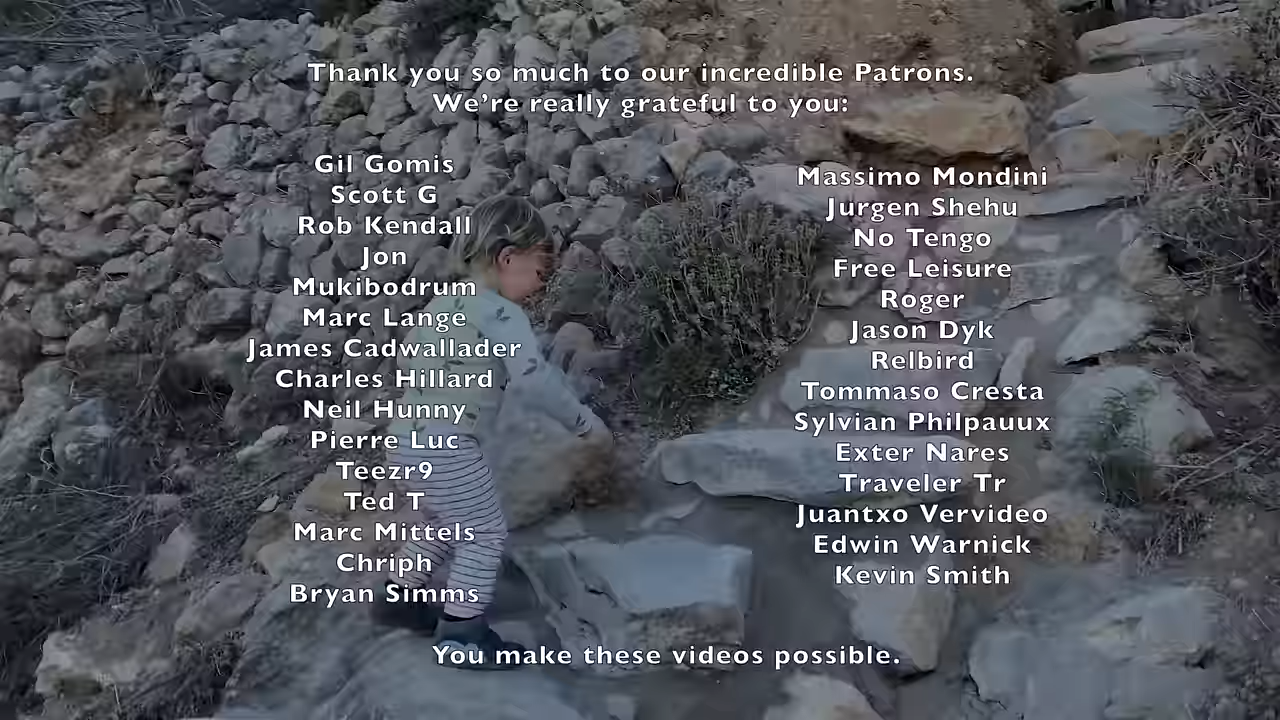 Thank you so much to our incredible Patrons.
We're really grateful to you:
Gil Gomis
Scott G
Rob Kendall
Jon
Mukibodrum
Marc Lange
James Cadwallader
Charles Hillard
Neil Hunny
Pierre Luc
Teezr9
Ted T
Marc Mittels
Chriph
Bryan Simms
Massimo Mondini
Jurgen Shehu
No Tengo
Free Leisure
Roger
Jason Dyk
Relbird
Tommaso Cresta
Sylvian Philpauux
Exter Nares
Traveler Tr
Juantxo Vervideo
Edwin Warnick
Kevin Smith
You make these videos possible.